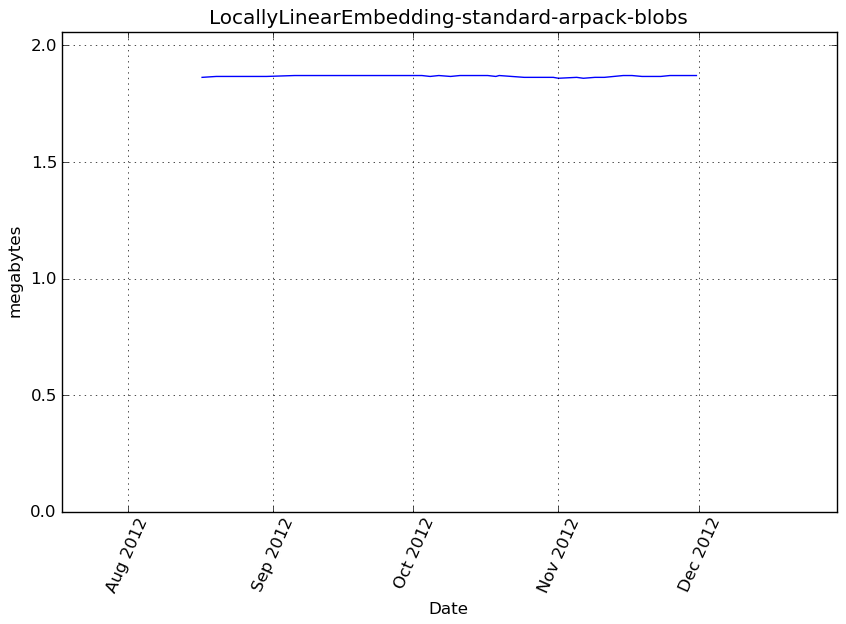 LocallyLinearEmbedding-standard-arpack-blobs
2.0
1.5
1.0
0.5
0.0
megabytes
Aug 2012
Sep 2012
Oct 2012
Nov 2012
Dec 2012
Date